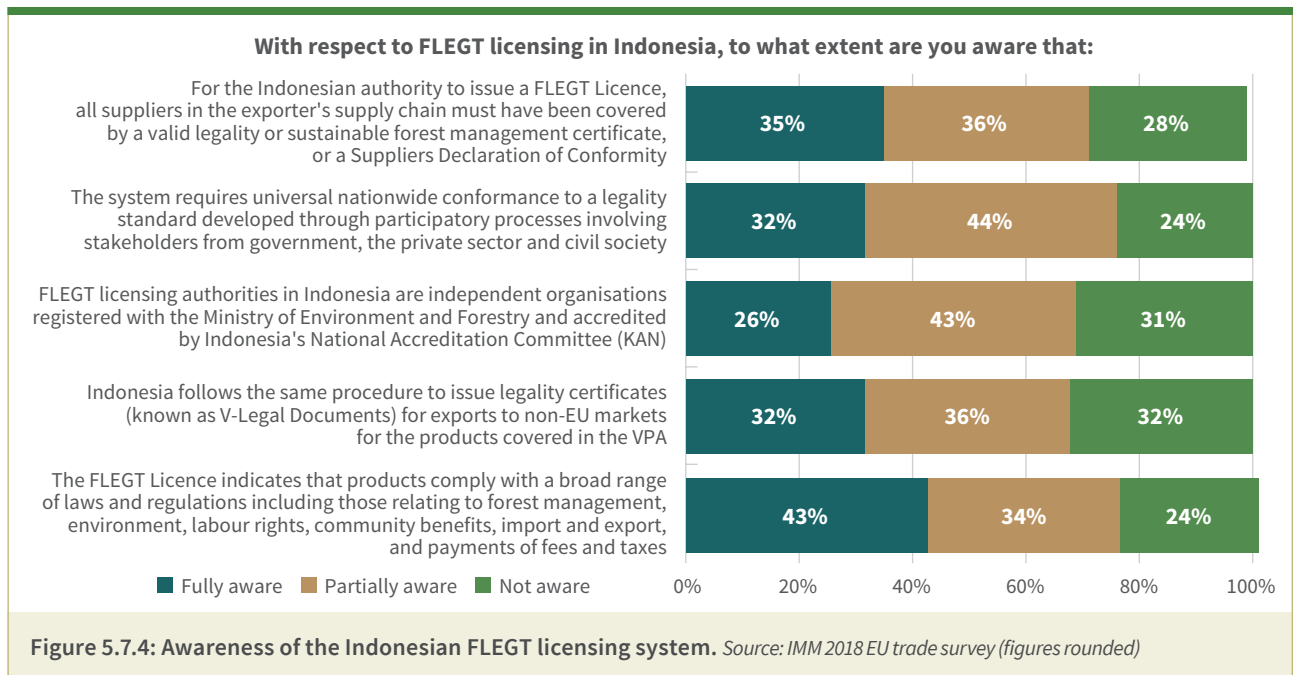 With respect to FLEGT licensing in Indonesia, to what extent are you aware that:
For the Indonesian authority to issue a FLEGT Licence,
all suppliers in the exporter's supply chain must have been covered
by a valid legality or sustainable forest management certificate,
or a Suppliers Declaration of Conformity
35% 36% 28%
The system requires universal nationwide conformance to a legality
standard developed through participatory processes involving
stakeholders from government, the private sector and civil society
32% 44% 24%
FLEGT licensing authorities in Indonesia are independent organisations
registered with the Ministry of Environment and Forestry and accredited
by Indonesia's National Accreditation Committee (KAN)
26% 43% 31%
Indonesia follows the same procedure to issue legality certificates
(known as V-Legal Documents) for exports to non-EU markets
for the products covered in the VPA
32% 36% 32%
The FLEGT Licence indicates that products comply with a broad range
of laws and regulations including those relating to forest management,
environment, labour rights, community benefits, import and export,
and payments of fees and taxes
43% 34% 24%
Fully aware Partially aware Not aware
0% 20% 40% 60% 80% 100%
Figure 5.7.4: Awareness of the Indonesian FLEGT licensing system. Source: IMM 2018 EU trade survey (figures rounded)